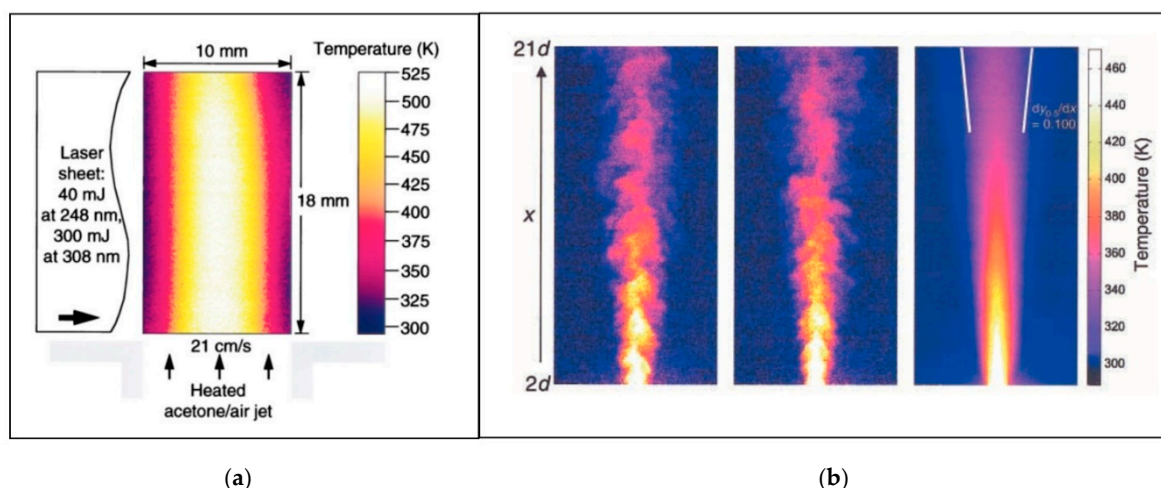 10 mm
Temperature (K)
525
500
475
450
425
400
375
350
325
300
Laser
sheet:
40 mJ
at 248 nm,
300 mJ
at 308 nm
18 mm
21 cm/s
Heated
acetone/air jet
(a)
21d
x
2d
dy0.5/dx
= 0.100
460
440
420
400
380
360
340
320
300
Temperature (K)
(b)